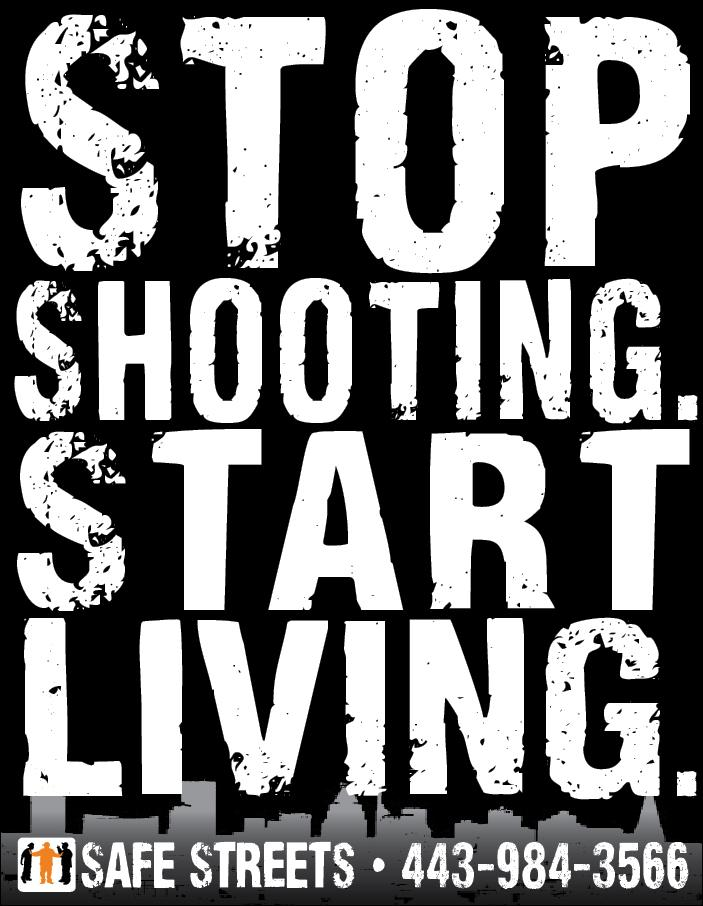 STOP
SHOOTING.
START
LIVING.
SAFE STREETS • 443-984-3566